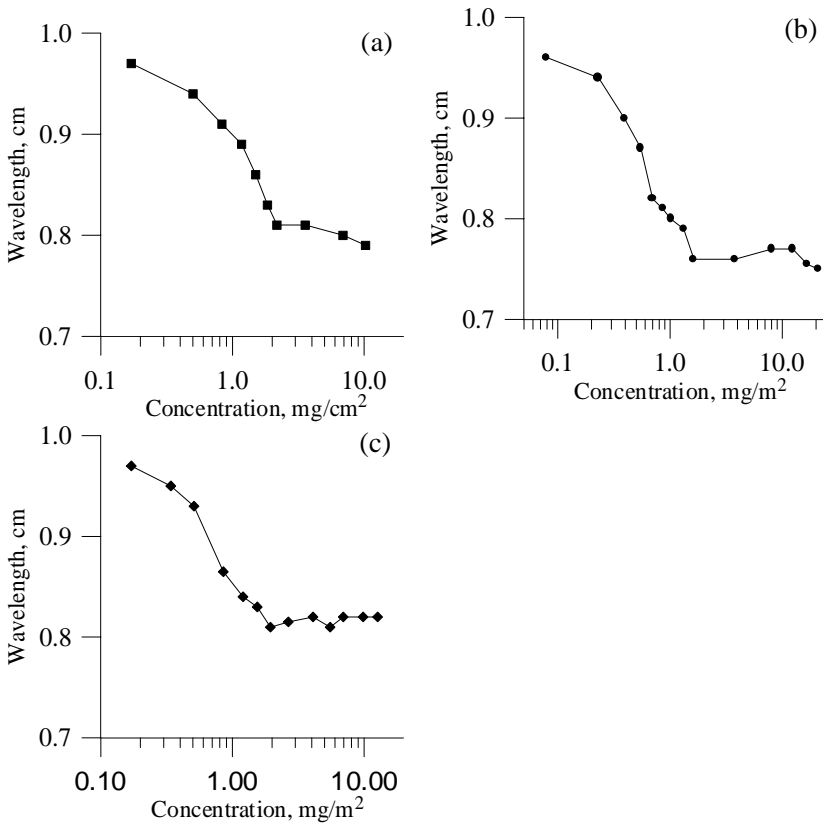 (a)
1.0
0.9
0.8
0.7
Wavelength, cm
0.1 1.0 10.0
Concentration, mg/cm²
(b)
1.0
0.9
0.8
0.7
Wavelength, cm
0.1 1.0 10.0
Concentration, mg/m²
(c)
1.0
0.9
0.8
0.7
Wavelength, cm
0.10 1.00 10.00
Concentration, mg/m²